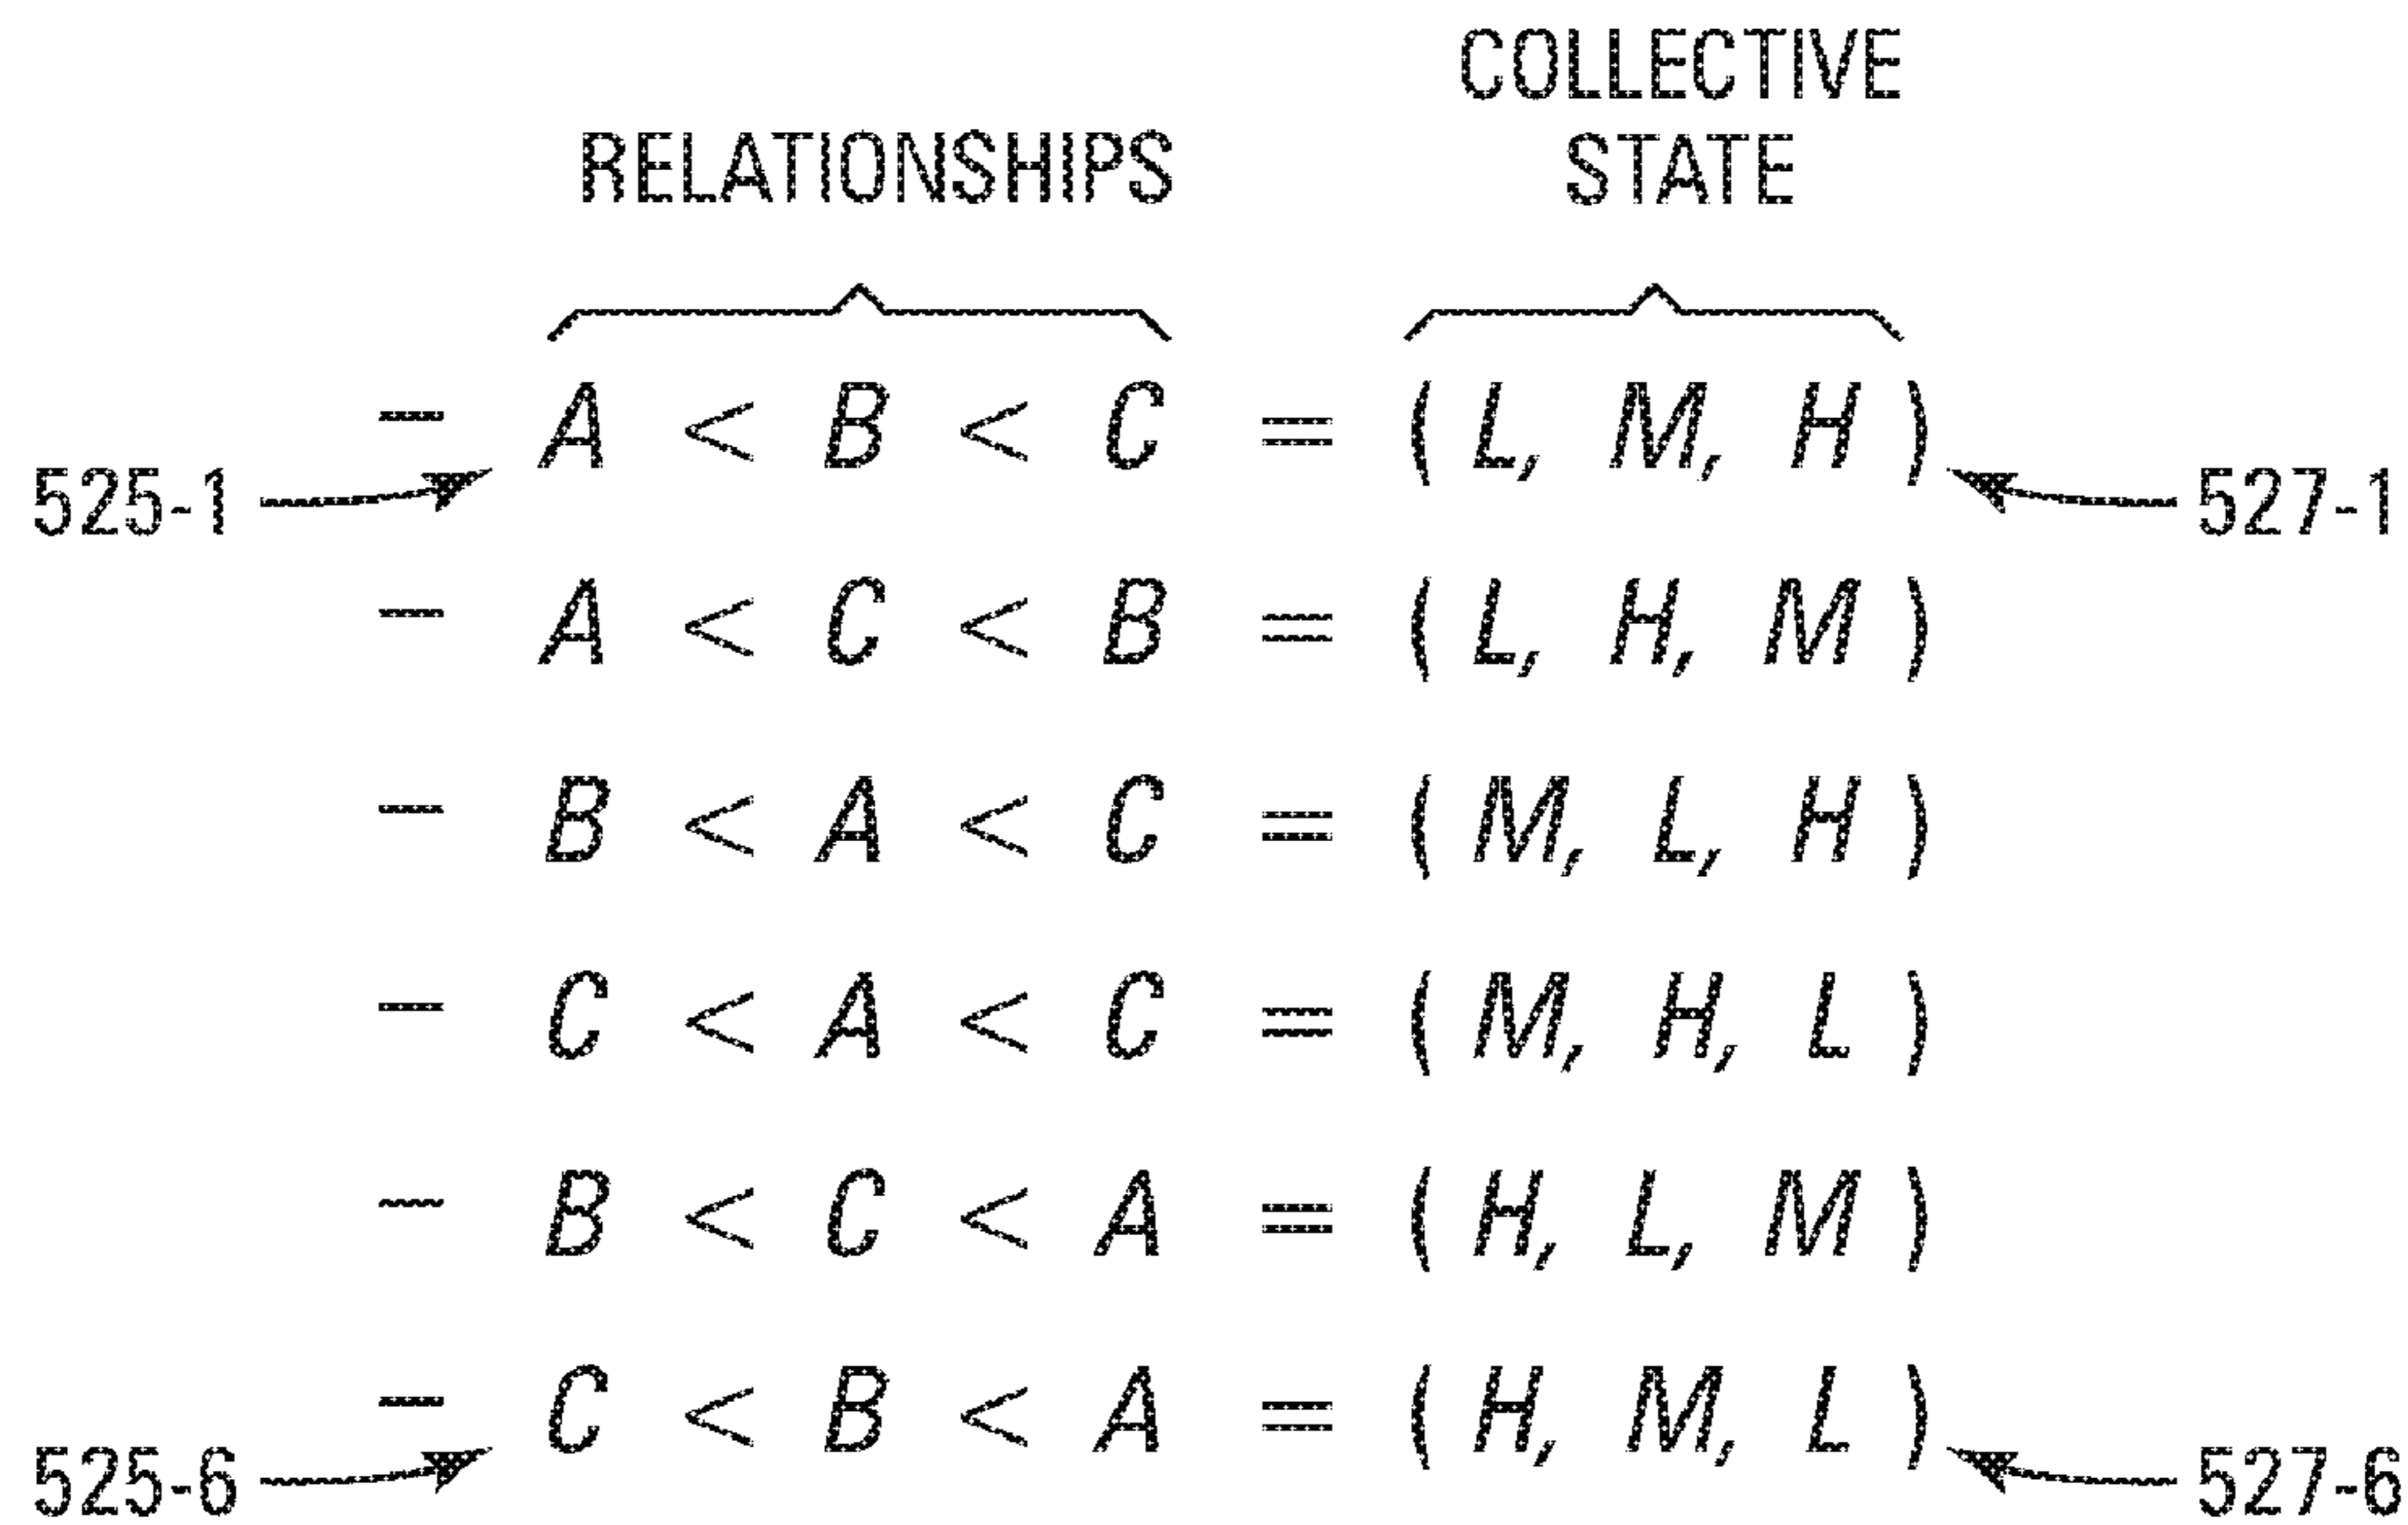 COLLECTIVE
RELATIONSHIPS STATE
- A < B < C = ( L, M, H )
525-1 527-1
- A < C < B = ( L, H, M )
- B < A < C = ( M, L, H )
- C < A < C = ( M, H, L )
- B < C < A = ( H, L, M )
- C < B < A = ( H, M, L )
525-6 527-6